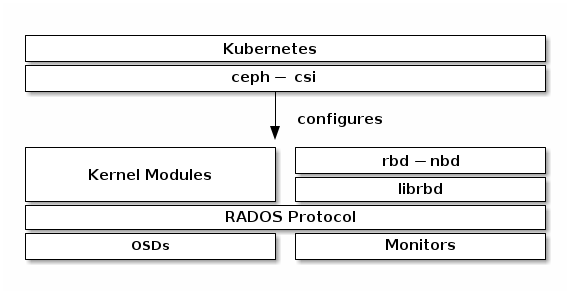 Kubernetes
ceph – csi
configures
Kernel Modules
rbd – nbd
librbd
RADOS Protocol
OSDs
Monitors